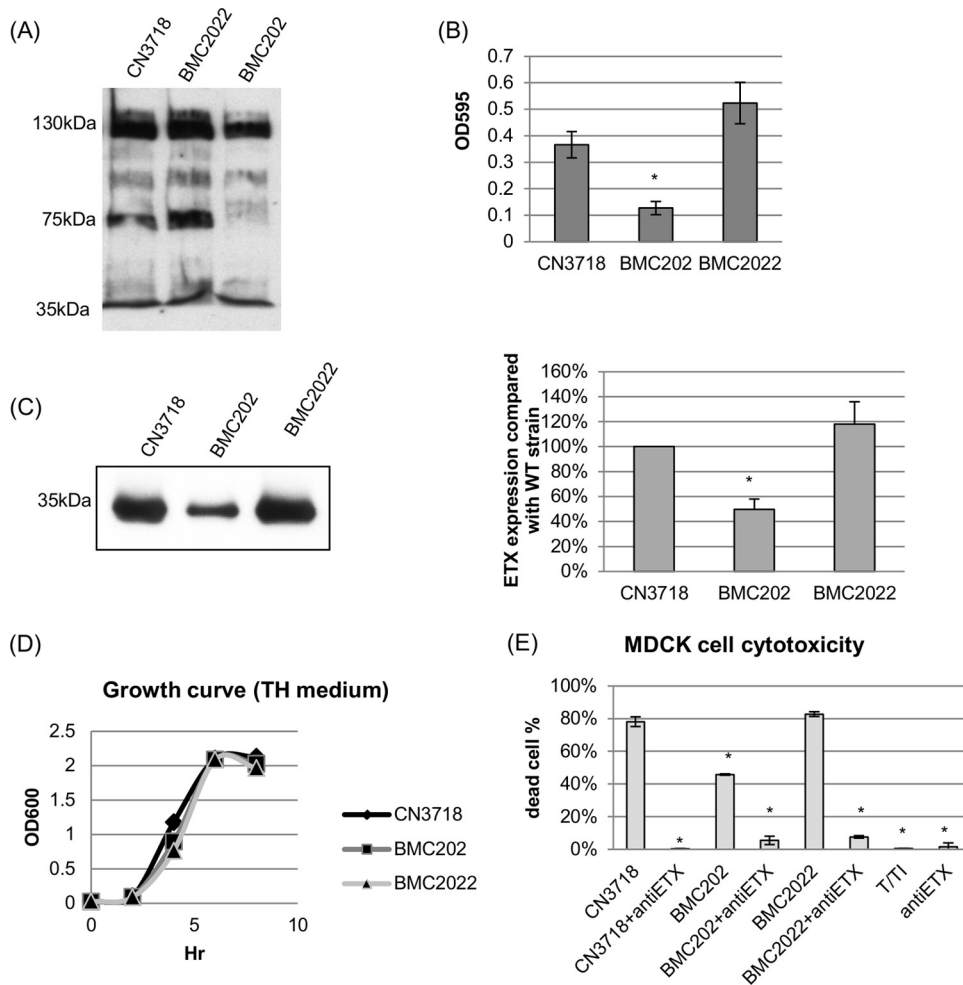 (A)
CN3718
BMC2022
BMC202
130kDa
75kDa
35kDa
(B)
OD595
0.7
0.6
0.5
0.4
0.3
0.2
0.1
0
*
CN3718 BMC202 BMC2022
(C)
CN3718
BMC202
BMC2022
35kDa
ETX expression compared
with WT strain
160%
140%
120%
100%
80%
60%
40%
20%
0%
*
CN3718 BMC202 BMC2022
(D)
Growth curve (TH medium)
OD600
2.5
2
1.5
1
0.5
0
0 5 10
Hr
CN3718
BMC202
BMC2022
(E)
MDCK cell cytotoxicity
dead cell %
100%
80%
60%
40%
20%
0%
* * * * * *
CN3718
CN3718+antiETX
BMC202
BMC202+antiETX
BMC2022
BMC2022+antiETX
T/TI
antiETX